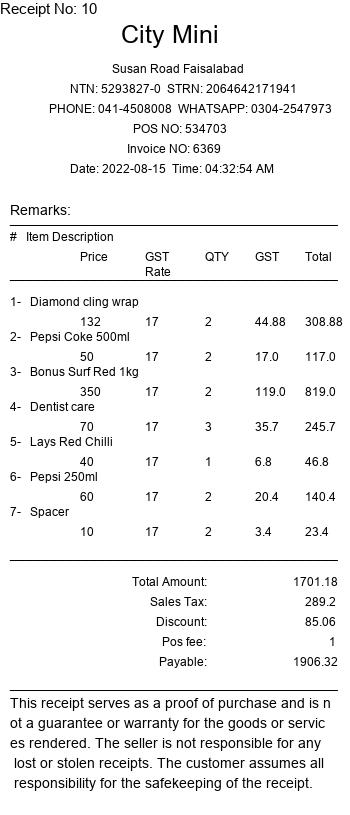 Receipt No: 10
City Mini
Susan Road Faisalabad
NTN: 5293827-0 STRN: 2064642171941
PHONE: 041-4508008 WHATSAPP: 0304-2547973
POS NO: 534703
Invoice NO: 6369
Date: 2022-08-15 Time: 04:32:54 AM
Remarks:
# Item Description
Price GST Rate QTY GST Total
1- Diamond cling wrap
132 17 2 44.88 308.88
2- Pepsi Coke 500ml
50 17 2 17.0 117.0
3- Bonus Surf Red 1kg
350 17 2 119.0 819.0
4- Dentist care
70 17 3 35.7 245.7
5- Lays Red Chilli
40 17 1 6.8 46.8
6- Pepsi 250ml
60 17 2 20.4 140.4
7- Spacer
10 17 2 3.4 23.4
Total Amount: 1701.18
Sales Tax: 289.2
Discount: 85.06
Pos fee: 1
Payable: 1906.32
This receipt serves as a proof of purchase and is n
ot a guarantee or warranty for the goods or servic
es rendered. The seller is not responsible for any
lost or stolen receipts. The customer assumes all
responsibility for the safekeeping of the receipt.